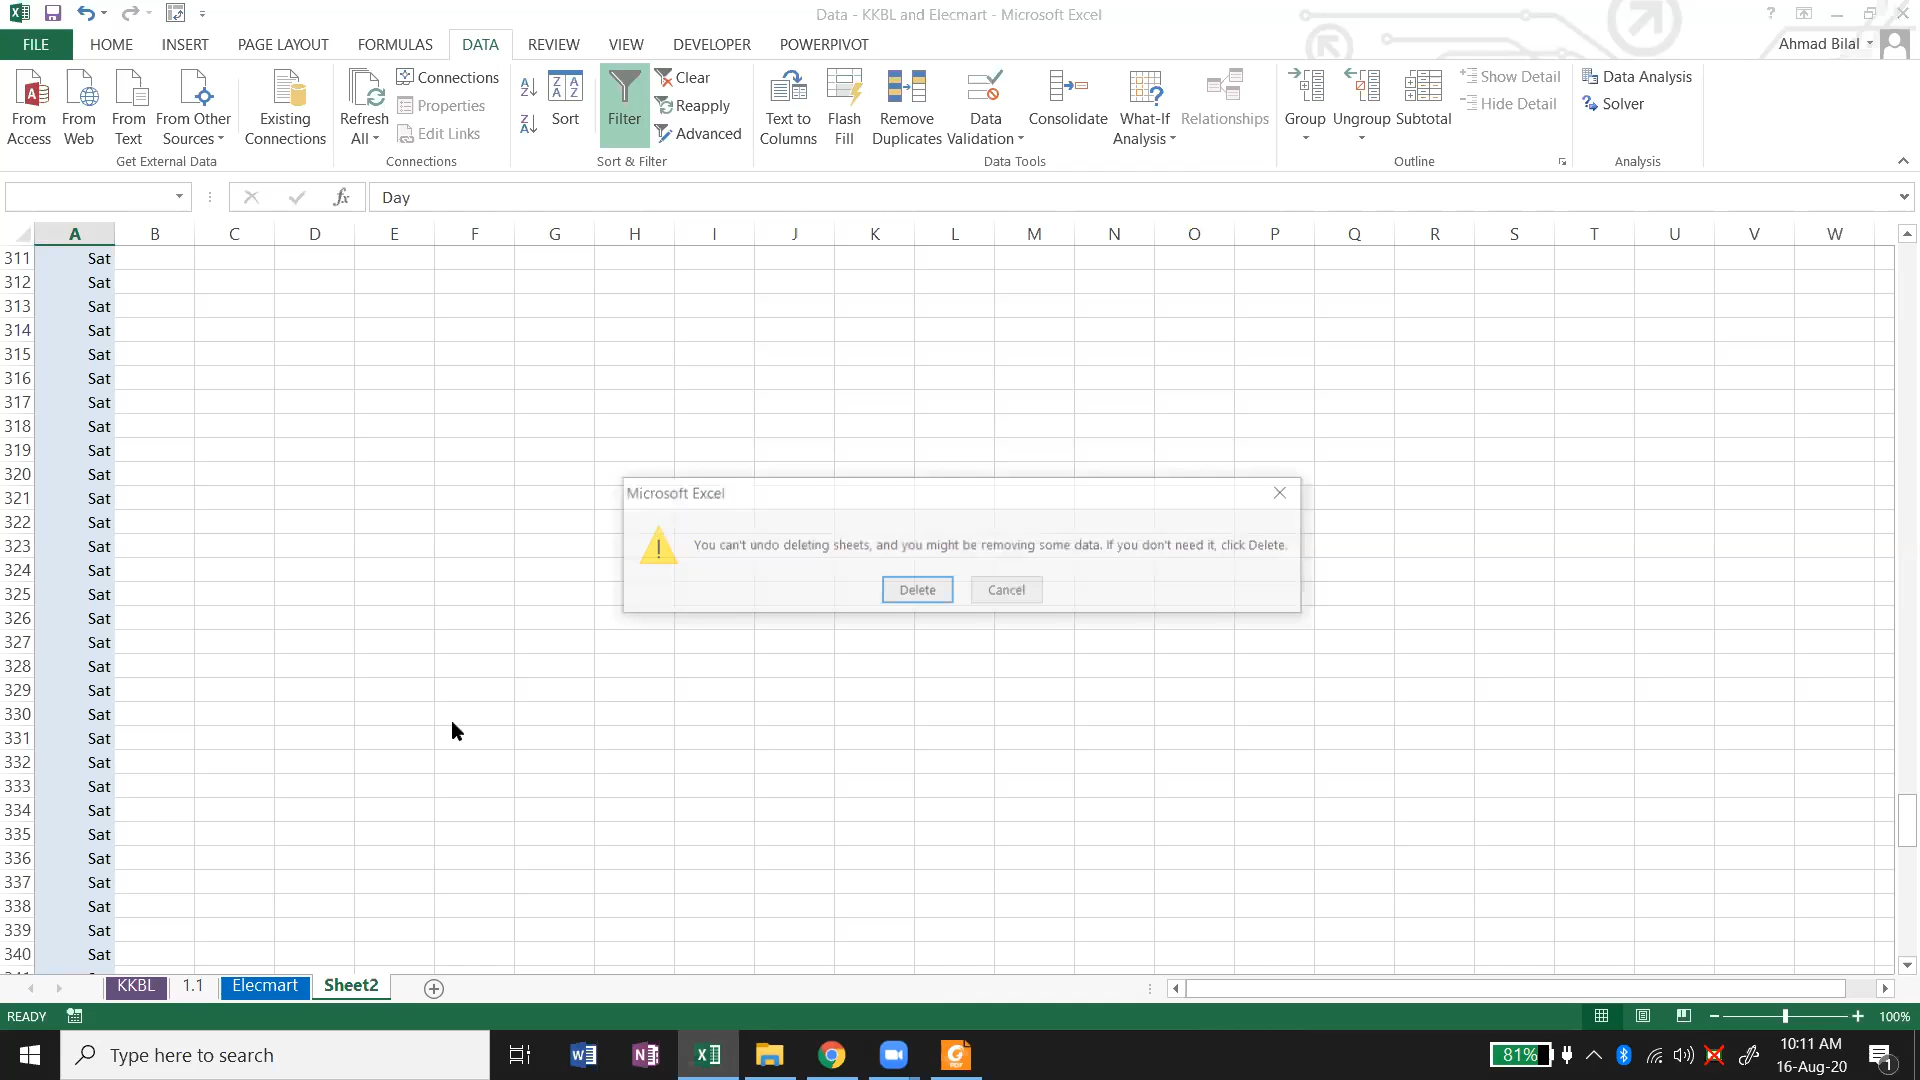 Data - KKBL and Elecmart - Microsoft Excel
?
FILE HOME INSERT PAGE LAYOUT FORMULAS DATA REVIEW VIEW DEVELOPER POWERPIVOT Ahmad Bilal
From Access
From Web
From Text
From Other Sources
Get External Data
Existing Connections
Refresh All
Connections
Properties
Edit Links
Connections
Sort
Filter
Clear
Reapply
Advanced
Sort & Filter
Text to Columns
Flash Fill
Remove Duplicates
Data Validation
Consolidate
What-If Analysis
Relationships
Data Tools
Group
Ungroup
Subtotal
Show Detail
Hide Detail
Outline
Data Analysis
Solver
Analysis
fx Day
A B C D E F G H I J K L M N O P Q R S T U V W
311 Sat
312 Sat
313 Sat
314 Sat
315 Sat
316 Sat
317 Sat
318 Sat
319 Sat
320 Sat
321 Sat
322 Sat
323 Sat
324 Sat
325 Sat
326 Sat
327 Sat
328 Sat
329 Sat
330 Sat
331 Sat
332 Sat
333 Sat
334 Sat
335 Sat
336 Sat
337 Sat
338 Sat
339 Sat
340 Sat
Microsoft Excel
You can't undo deleting sheets, and you might be removing some data. If you don't need it, click Delete.
Delete Cancel
KKBL 1.1 Elecmart Sheet2
READY 100%
Type here to search
81%
10:11 AM
16-Aug-20
1